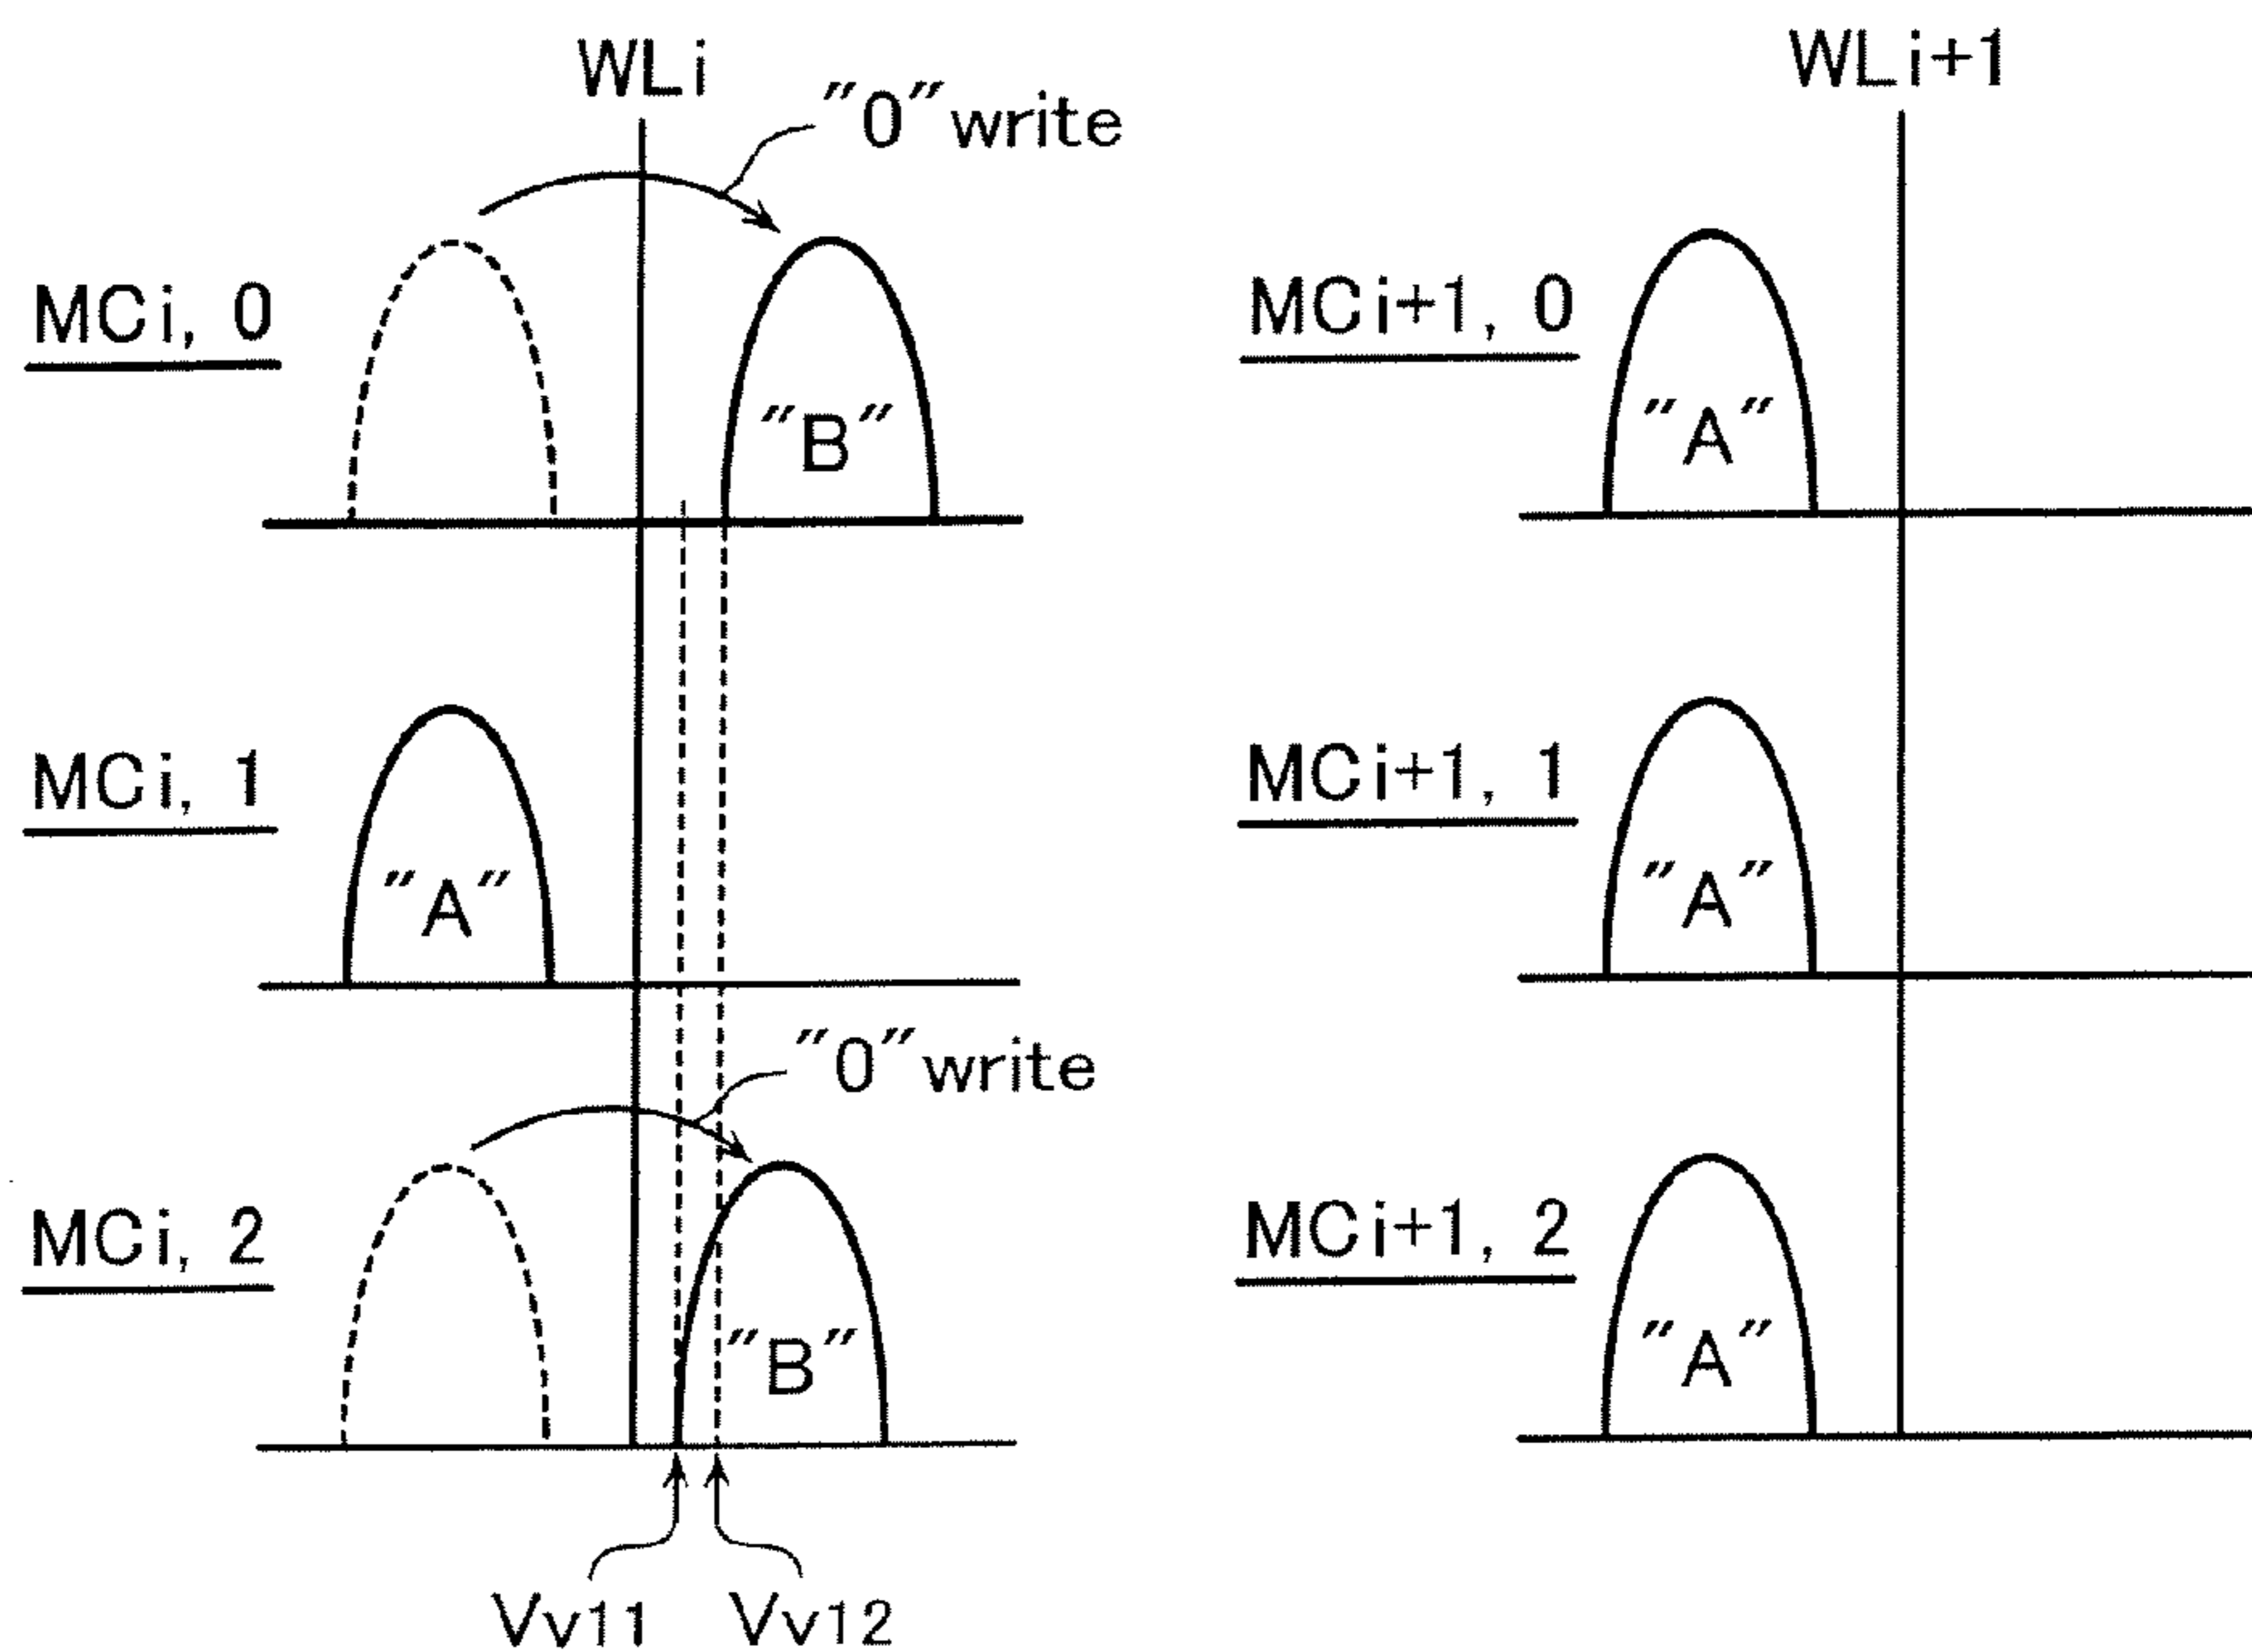 WLi
"0"write
WLi+1
MCi, 0
"B"
MCi+1, 0
"A"
MCi, 1
"A"
MCi+1, 1
"A"
"0"write
MCi, 2
"B"
MCi+1, 2
"A"
Vv11
Vv12